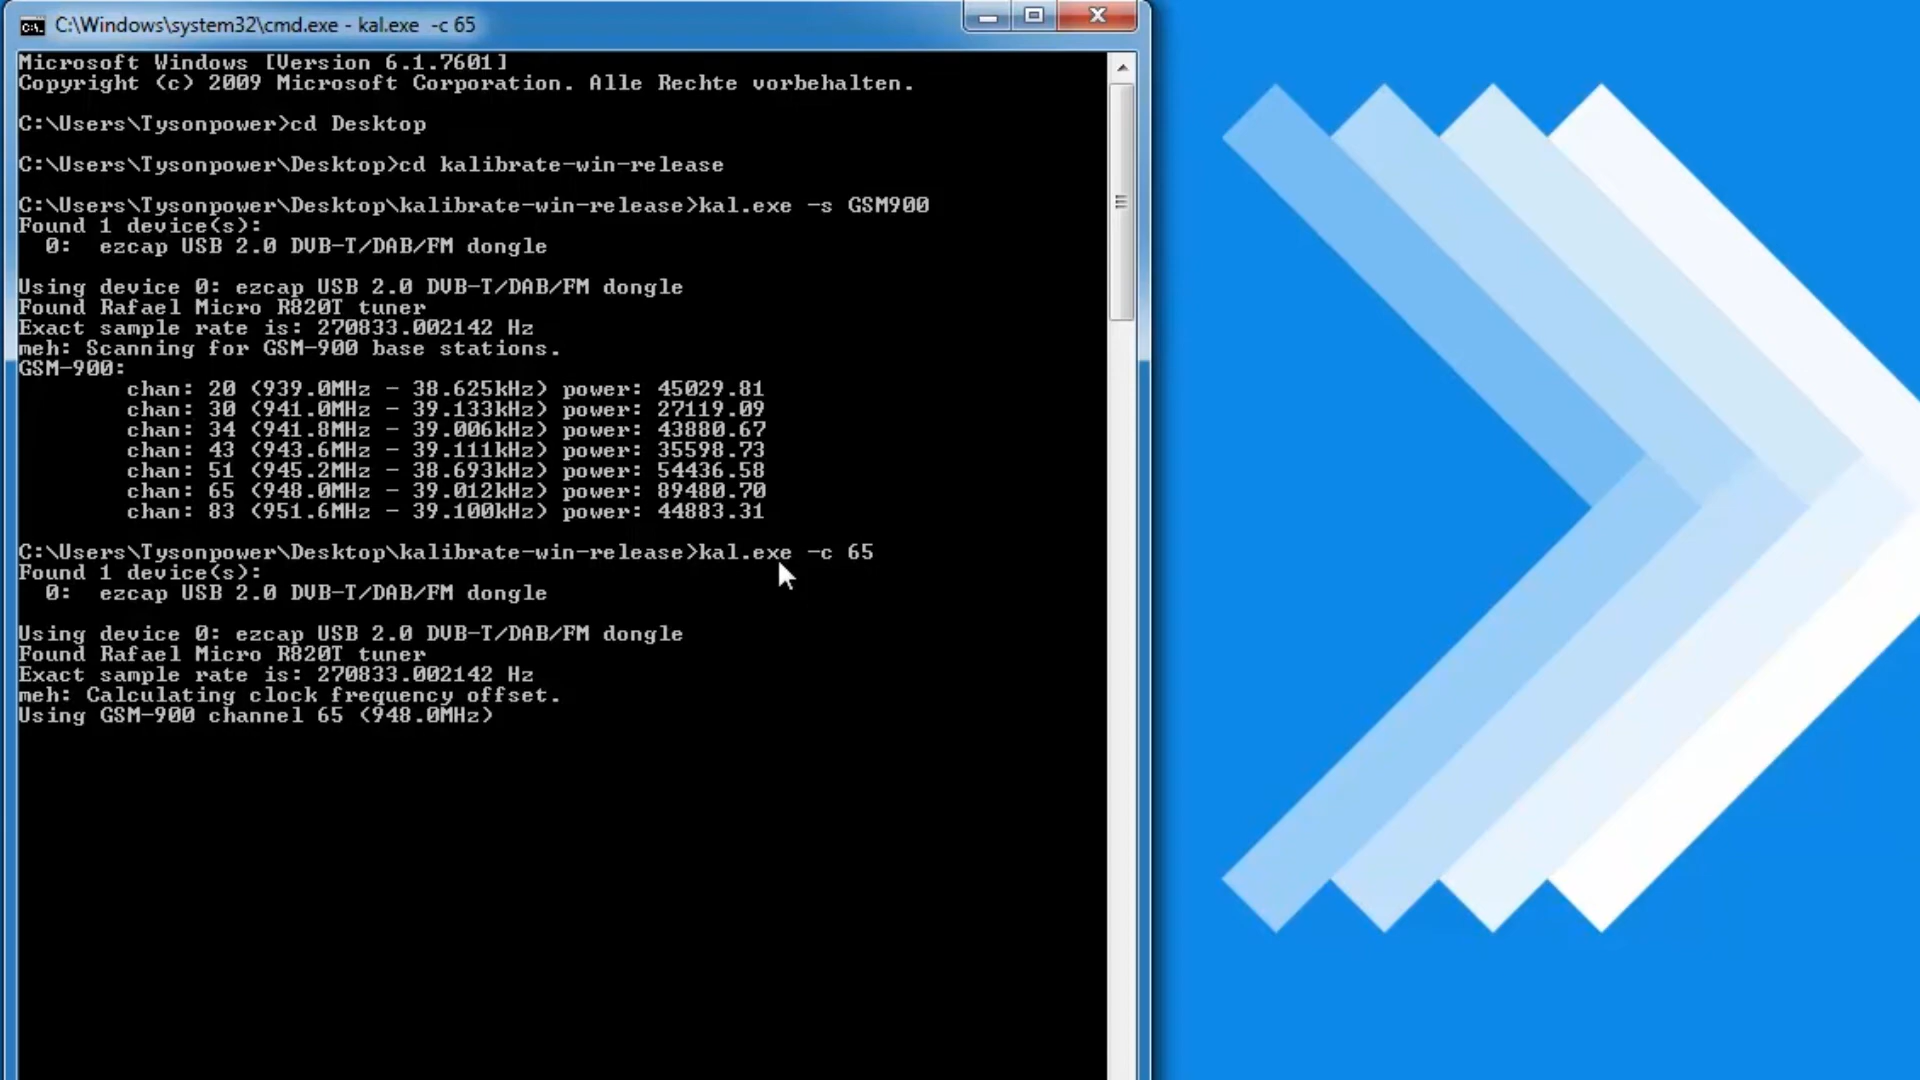 C:\Windows\system32\cmd.exe - kal.exe -c 65
Microsoft Windows [Version 6.1.7601]
Copyright (c) 2009 Microsoft Corporation. Alle Rechte vorbehalten.
C:\Users\Tysonpower>cd Desktop
C:\Users\Tysonpower\Desktop>cd kalibrate-win-release
C:\Users\Tysonpower\Desktop\kalibrate-win-release>kal.exe -s GSM900
Found 1 device(s):
0: ezcap USB 2.0 DVB-T/DAB/FM dongle
Using device 0: ezcap USB 2.0 DVB-T/DAB/FM dongle
Found Rafael Micro R820T tuner
Exact sample rate is: 270833.002142 Hz
meh: Scanning for GSM-900 base stations.
GSM-900:
chan: 20 (939.0MHz - 38.625kHz) power: 45029.81
chan: 30 (941.0MHz - 39.133kHz) power: 27119.09
chan: 34 (941.8MHz - 39.006kHz) power: 43880.67
chan: 43 (943.6MHz - 39.111kHz) power: 35598.73
chan: 51 (945.2MHz - 38.693kHz) power: 54436.58
chan: 65 (948.0MHz - 39.012kHz) power: 89480.70
chan: 83 (951.6MHz - 39.100kHz) power: 44883.31
C:\Users\Tysonpower\Desktop\kalibrate-win-release>kal.exe -c 65
Found 1 device(s):
0: ezcap USB 2.0 DVB-T/DAB/FM dongle
Using device 0: ezcap USB 2.0 DVB-T/DAB/FM dongle
Found Rafael Micro R820T tuner
Exact sample rate is: 270833.002142 Hz
meh: Calculating clock frequency offset.
Using GSM-900 channel 65 (948.0MHz)